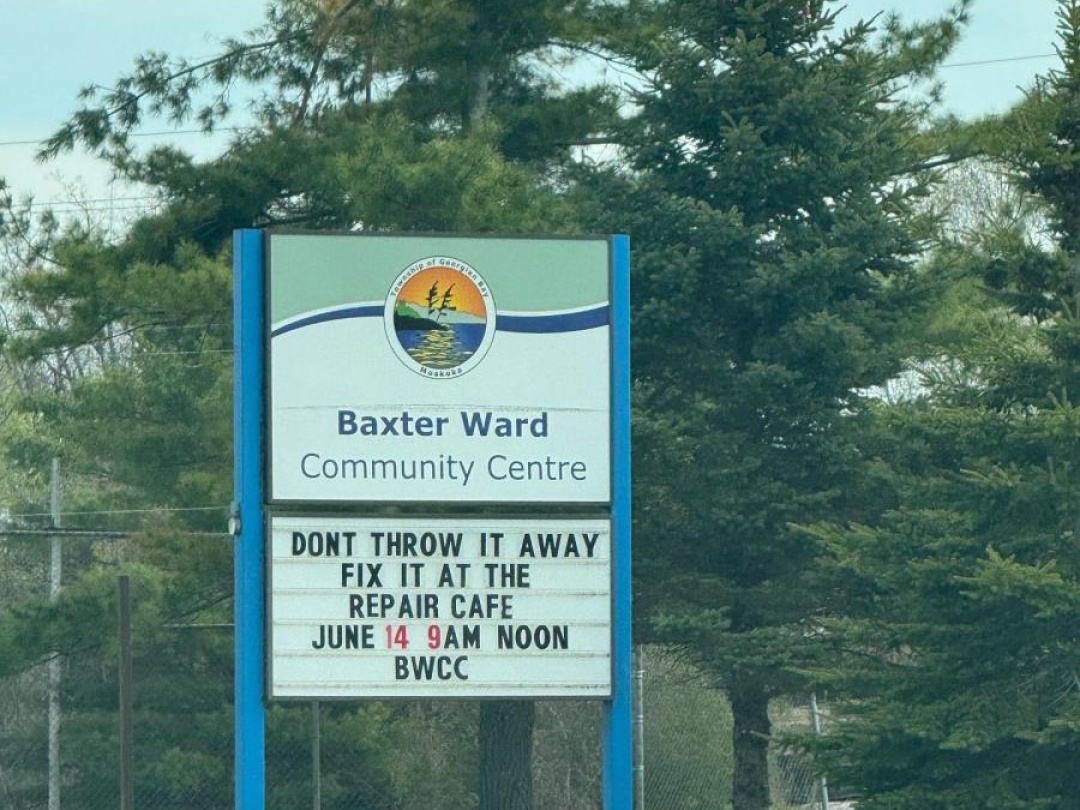 Township of Georgian Bay
Muskoka
Baxter Ward
Community Centre
DONT THROW IT AWAY
FIX IT AT THE
REPAIR CAFE
JUNE 14 9AM NOON
BWCC